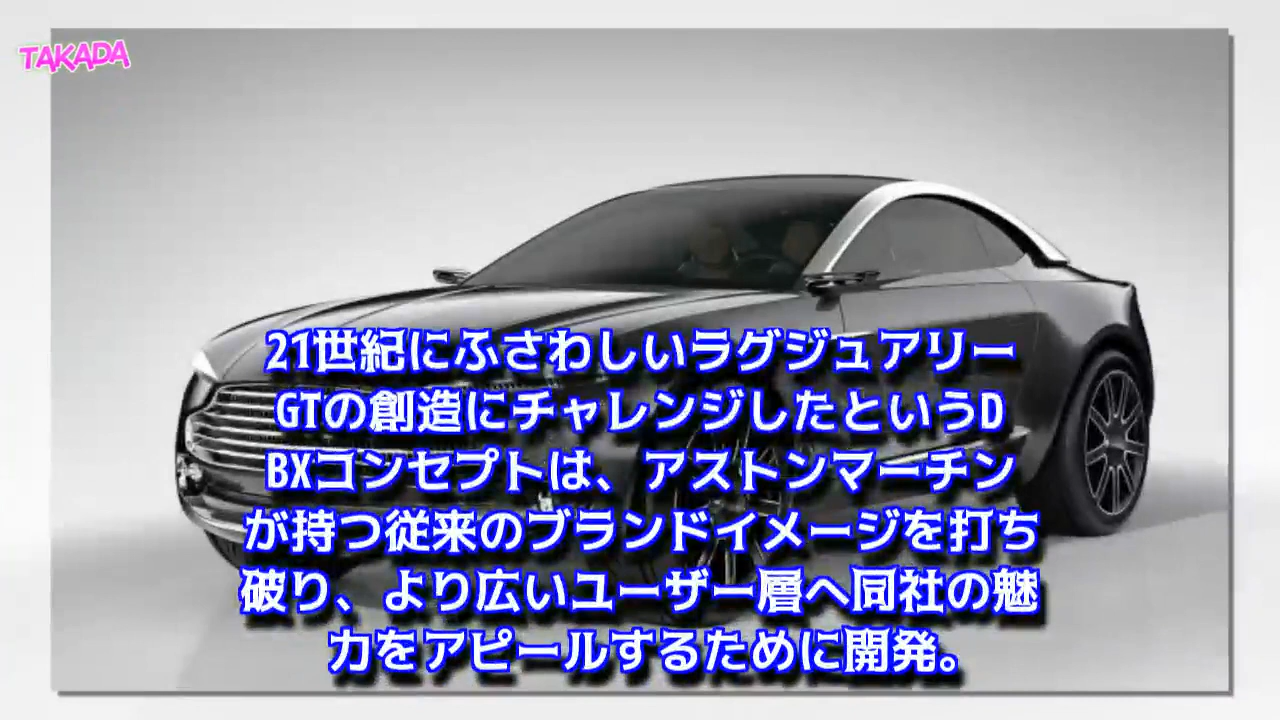 TAKADA
21世紀にふさわしいラグジュアリー
GTの創造にチャレンジしたというD
BXコンセプトは、アストンマーチン
が持つ従来のブランドイメージを打ち
破り、より広いユーザー層へ同社の魅
力をアピールするために開発。